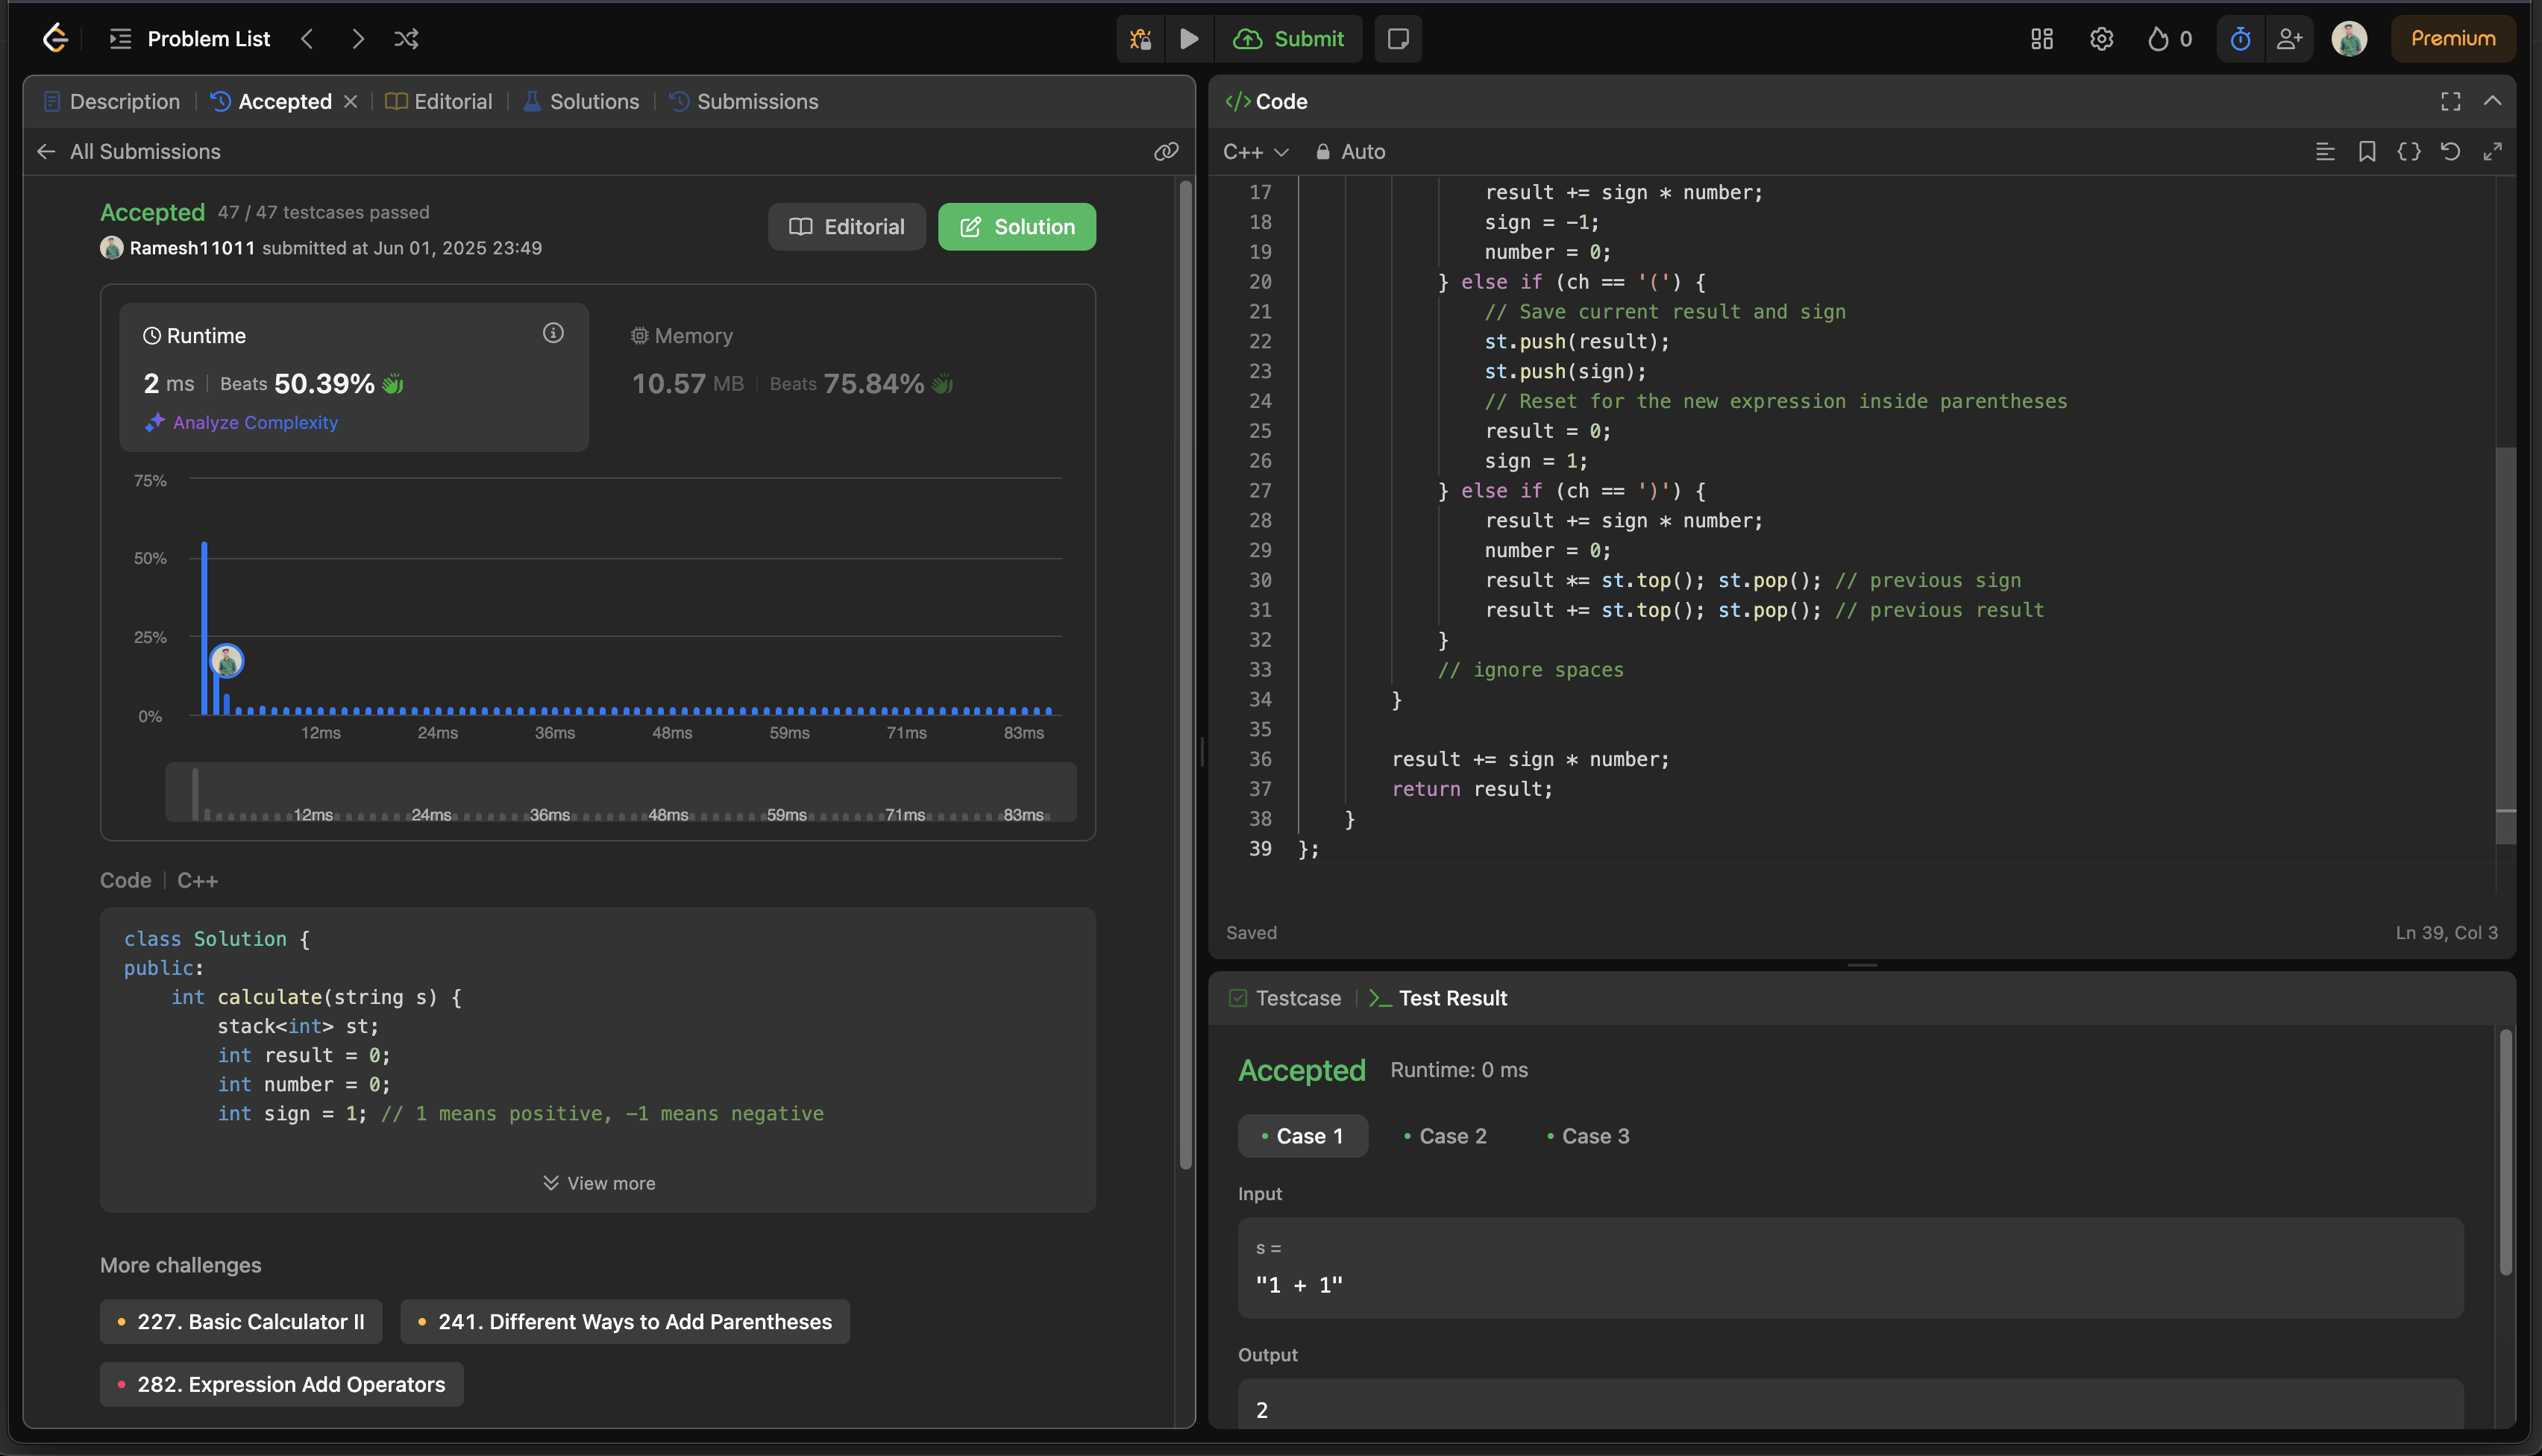 Problem List
Submit
0
Premium
Description
Accepted
Editorial
Solutions
Submissions
All Submissions
Accepted 47 / 47 testcases passed
Ramesh11011 submitted at Jun 01, 2025 23:49
Editorial
Solution
Runtime
2 ms Beats 50.39%
Analyze Complexity
Memory
10.57 MB Beats 75.84%
75%
50%
25%
0%
12ms 24ms 36ms 48ms 59ms 71ms 83ms
12ms 24ms 36ms 48ms 59ms 71ms 83ms
Code C++
class Solution {
public:
    int calculate(string s) {
        stack<int> st;
        int result = 0;
        int number = 0;
        int sign = 1; // 1 means positive, -1 means negative
View more
More challenges
227. Basic Calculator II
241. Different Ways to Add Parentheses
282. Expression Add Operators
</> Code
C++ Auto
17 result += sign * number;
18 sign = -1;
19 number = 0;
20 } else if (ch == '(') {
21 // Save current result and sign
22 st.push(result);
23 st.push(sign);
24 // Reset for the new expression inside parentheses
25 result = 0;
26 sign = 1;
27 } else if (ch == ')') {
28 result += sign * number;
29 number = 0;
30 result *= st.top(); st.pop(); // previous sign
31 result += st.top(); st.pop(); // previous result
32 }
33 // ignore spaces
34 }
35
36 result += sign * number;
37 return result;
38 }
39 };
Saved
Ln 39, Col 3
Testcase
Test Result
Accepted Runtime: 0 ms
Case 1
Case 2
Case 3
Input
s =
"1 + 1"
Output
2